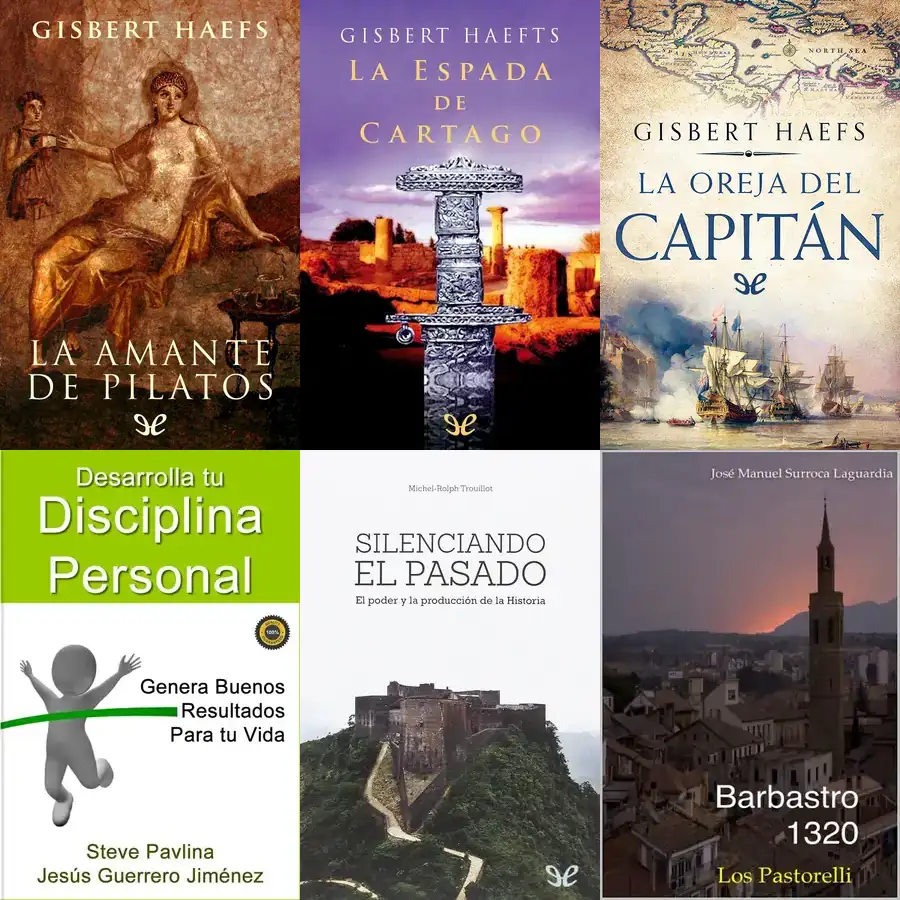 GISBERT HAEFS
LA AMANTE
DE PILATOS
GISBERT HAEFTS
LA ESPADA
DE
CARTAGO
NORTH SEA
GISBERT HAEFS
LA OREJA DEL
CAPITÁN
Desarrolla tu
Disciplina
Personal
100%
Genera Buenos
Resultados
Para tu Vida
Steve Pavlina
Jesús Guerrero Jiménez
Michel-Rolph Trouillot
SILENCIANDO
EL PASADO
El poder y la producción de la Historia
José Manuel Surroca Laguardia
Barbastro
1320
Los Pastorelli